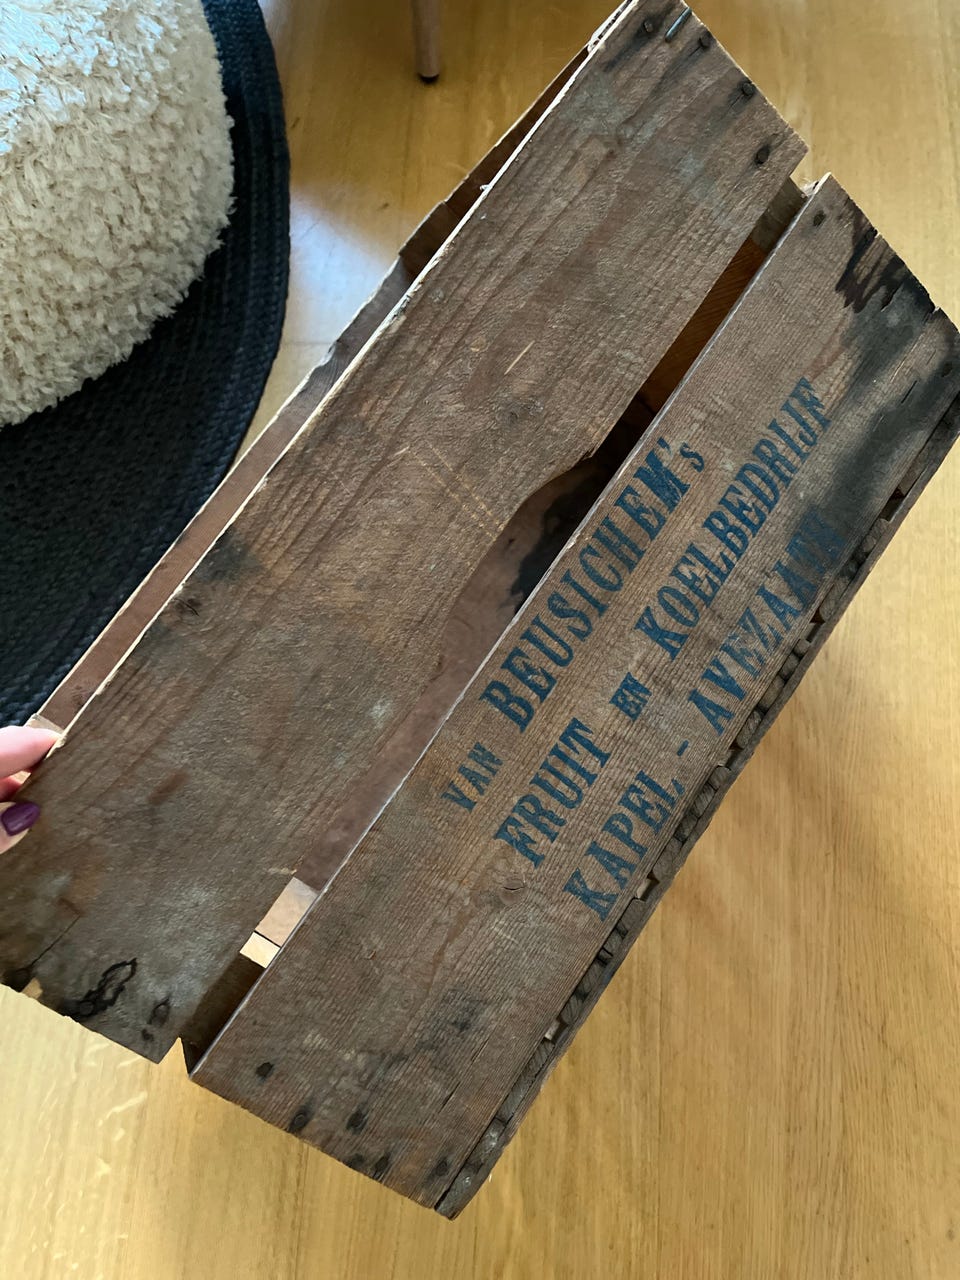 VAN BEUSICHEM's
FRUIT EN KOELBEDRIJF
KAPEL - AVEZAATH